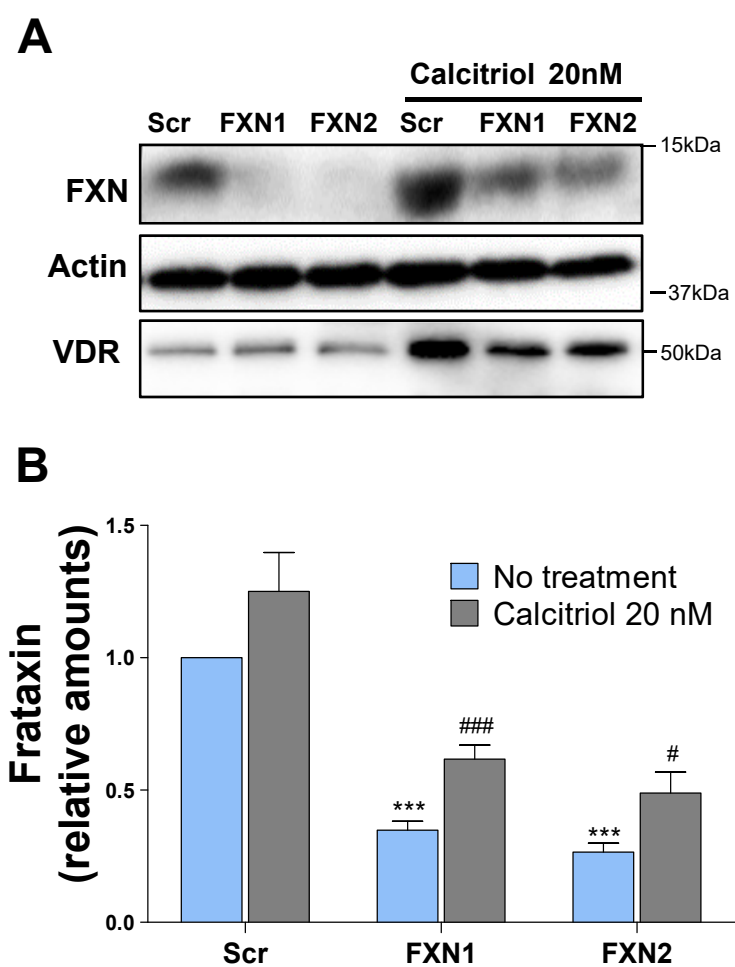 A
Calcitriol 20nM
Scr FXN1 FXN2 Scr FXN1 FXN2
15kDa
FXN
Actin
37kDa
VDR
50kDa
B
Frataxin
(relative amounts)
1.5
1.0
0.5
0.0
No treatment
Calcitriol 20 nM
***
###
***
#
Scr FXN1 FXN2